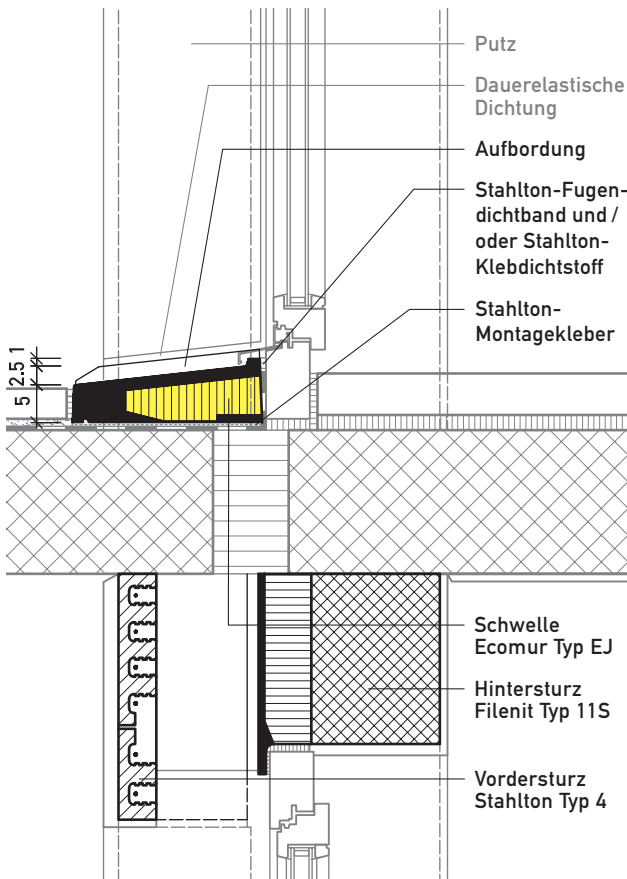 Putz
Dauerelastische
Dichtung
Aufbordung
Stahlton-Fugen-
dichtband und /
oder Stahlton-
Klebdichtstoff
Stahlton-
Montagekleber
1
2.5
5
Schwelle
Ecomur Typ EJ
Hintersturz
Filenit Typ 11S
Vordersturz
Stahlton Typ 4